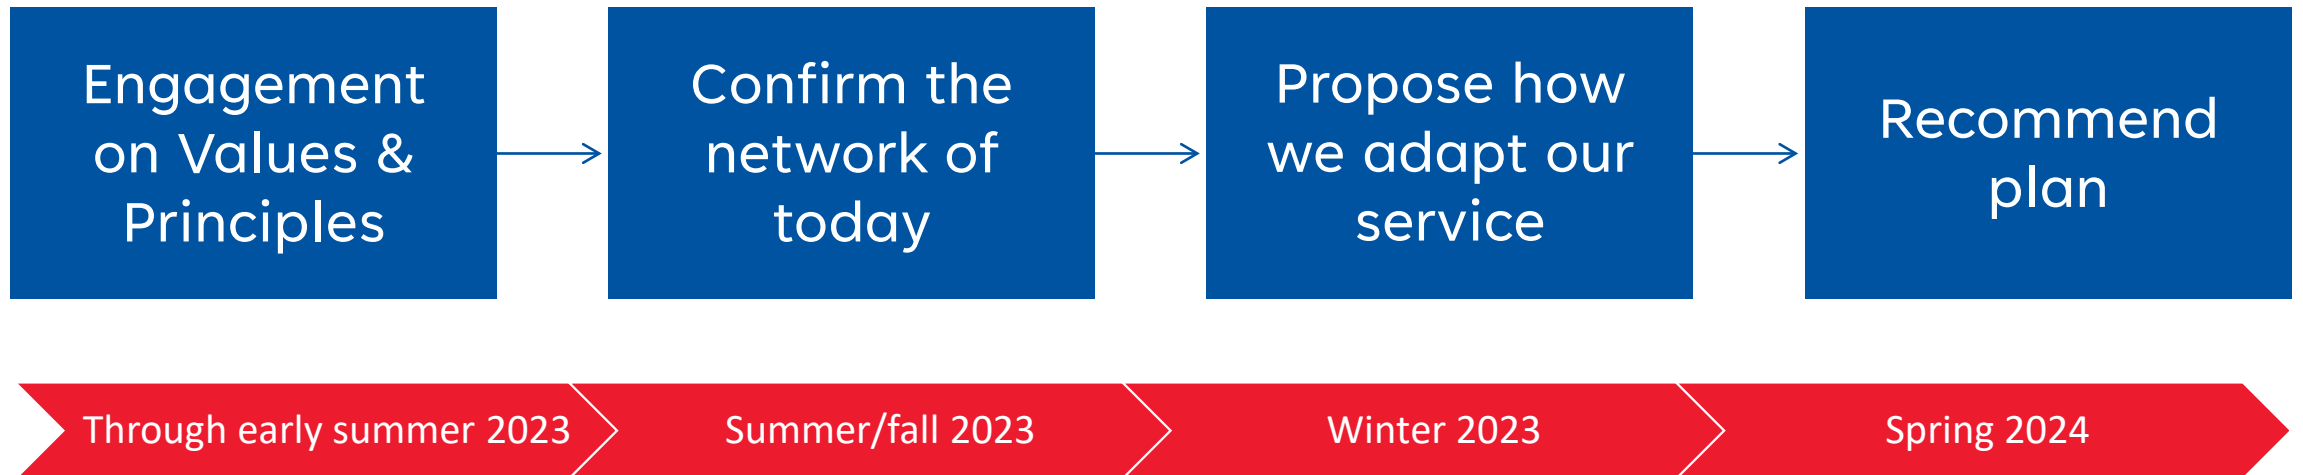 Engagement
on Values &
Principles
Confirm the
network of
today
Propose how
we adapt our
service
Recommend
plan
Through early summer 2023
Summer/fall 2023
Winter 2023
Spring 2024